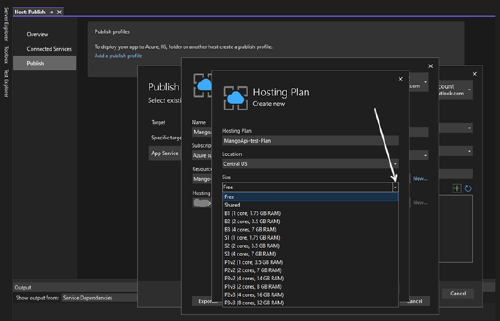 Host: Publish
Server Explorer
Toolbox
Test Explorer
Overview
Connected Services
Publish
Publish profiles
To deploy your app to Azure, IIS, folder or another host create a publish profile.
Add a publish profile
Publish
Select existi
Target
Specific target
App Service
Name
MangoA
Subscrip
Azure s
Resource
Mango
Hosting
Hosting Plan
Create new
Hosting Plan
MangoApi-test-Plan
Location
Central US
Size
Free
Free
Shared
B1 (1 core, 1.75 GB RAM)
B2 (2 cores, 3.5 GB RAM)
B3 (4 cores, 7 GB RAM)
S1 (1 core, 1.75 GB RAM)
S2 (2 cores, 3.5 GB RAM)
S3 (4 cores, 7 GB RAM)
P1v2 (1 core, 3.5 GB RAM)
P2v2 (2 cores, 7 GB RAM)
P3v2 (4 cores, 14 GB RAM)
P1v3 (2 cores, 8 GB RAM)
P2v3 (4 cores, 16 GB RAM)
P3v3 (8 cores, 32 GB RAM)
ccount
tlook.com
New...
New...
Export
Cancel
Cancel
Output
Show output from:
Service Dependencies